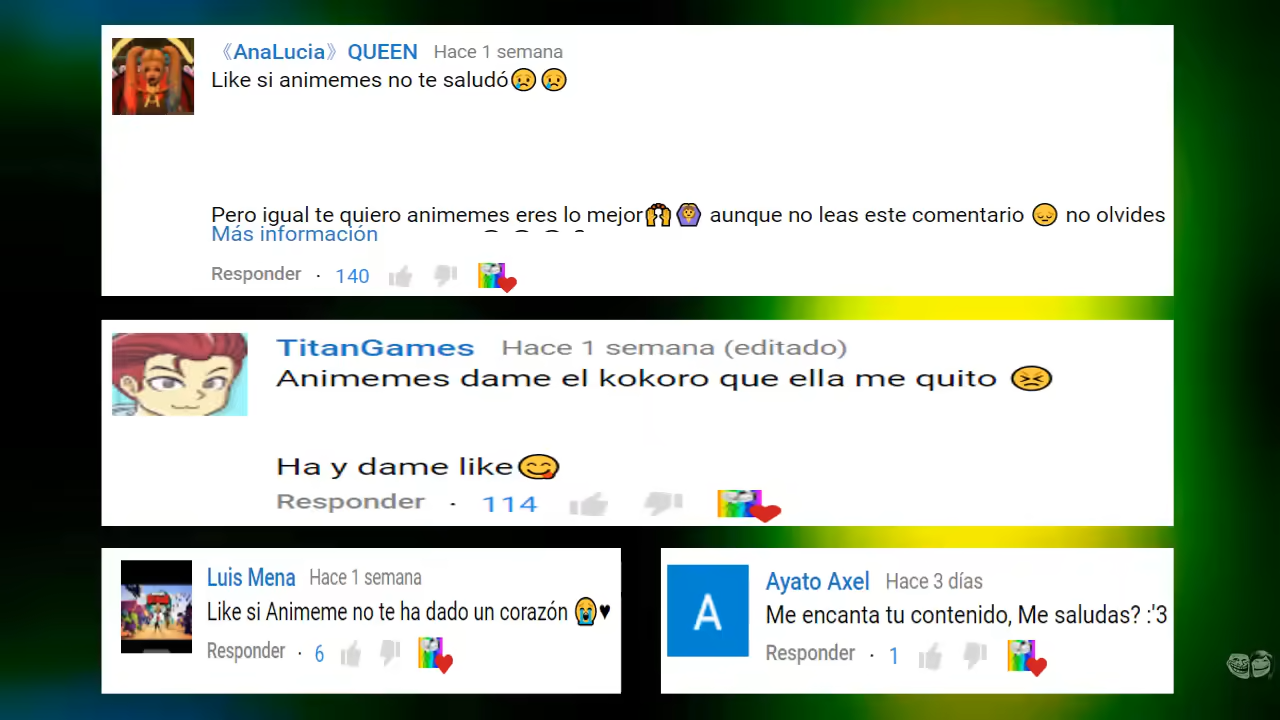 《AnaLucia》 QUEEN Hace 1 semana
Like si animemes no te saludó😢😢
Pero igual te quiero animemes eres lo mejor🙌🙆 aunque no leas este comentario 😔 no olvides
Más información
Responder · 140
TitanGames Hace 1 semana (editado)
Animemes dame el kokoro que ella me quito 😣
Ha y dame like😋
Responder · 114
Luis Mena Hace 1 semana
Like si Animeme no te ha dado un corazón 😭♥
Responder · 6
A
Ayato Axel Hace 3 días
Me encanta tu contenido, Me saludas? :'3
Responder · 1